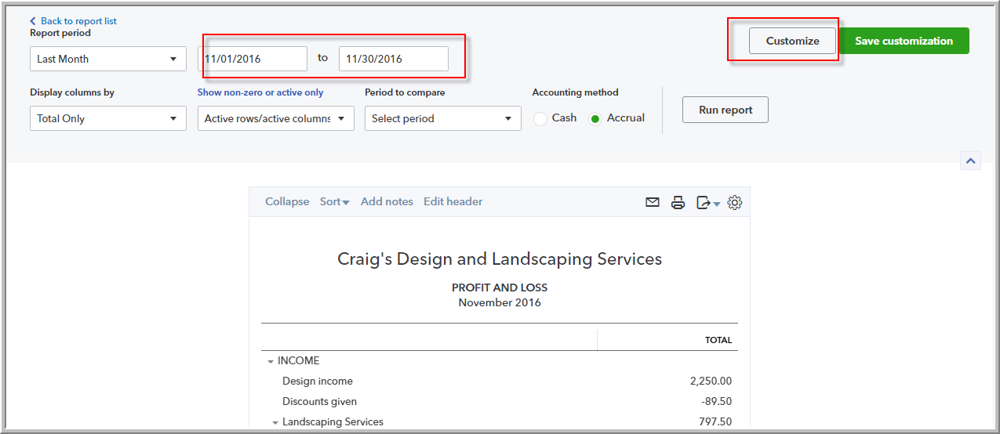 Back to report list
Report period
Last Month 11/01/2016 to 11/30/2016 Customize Save customization
Display columns by Show non-zero or active only Period to compare Accounting method
Total Only Active rows/active columns Select period Cash Accrual Run report
Collapse Sort Add notes Edit header
Craig's Design and Landscaping Services
PROFIT AND LOSS
November 2016
TOTAL
INCOME
Design income 2,250.00
Discounts given -89.50
Landscaping Services 797.50